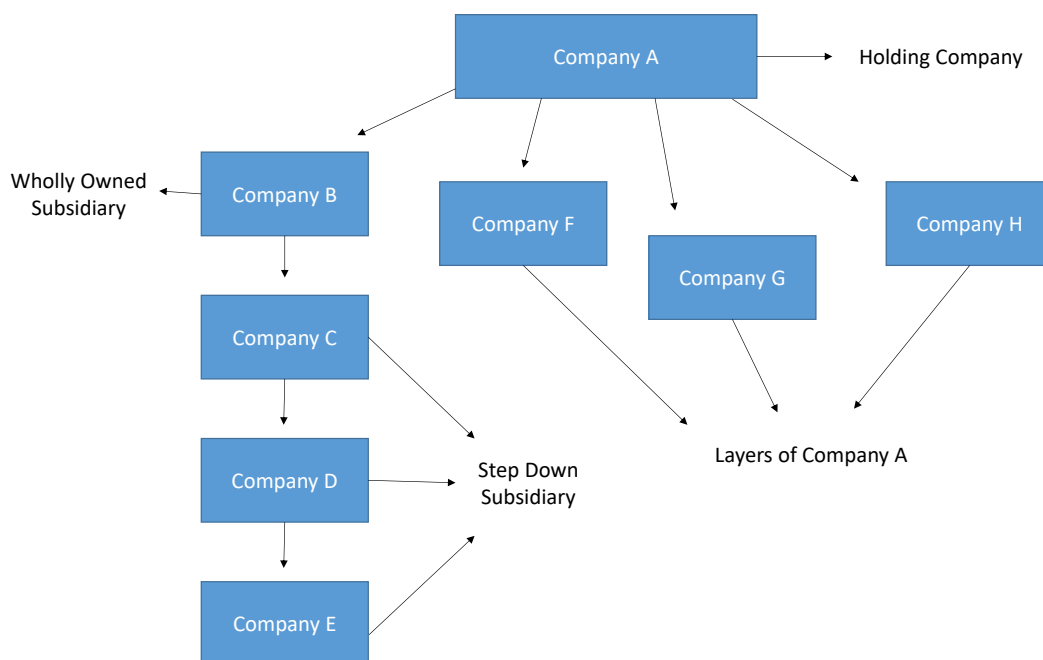 Company A
Holding Company
Wholly Owned
Subsidiary
Company B
Company F
Company G
Company H
Company C
Company D
Step Down
Subsidiary
Layers of Company A
Company E